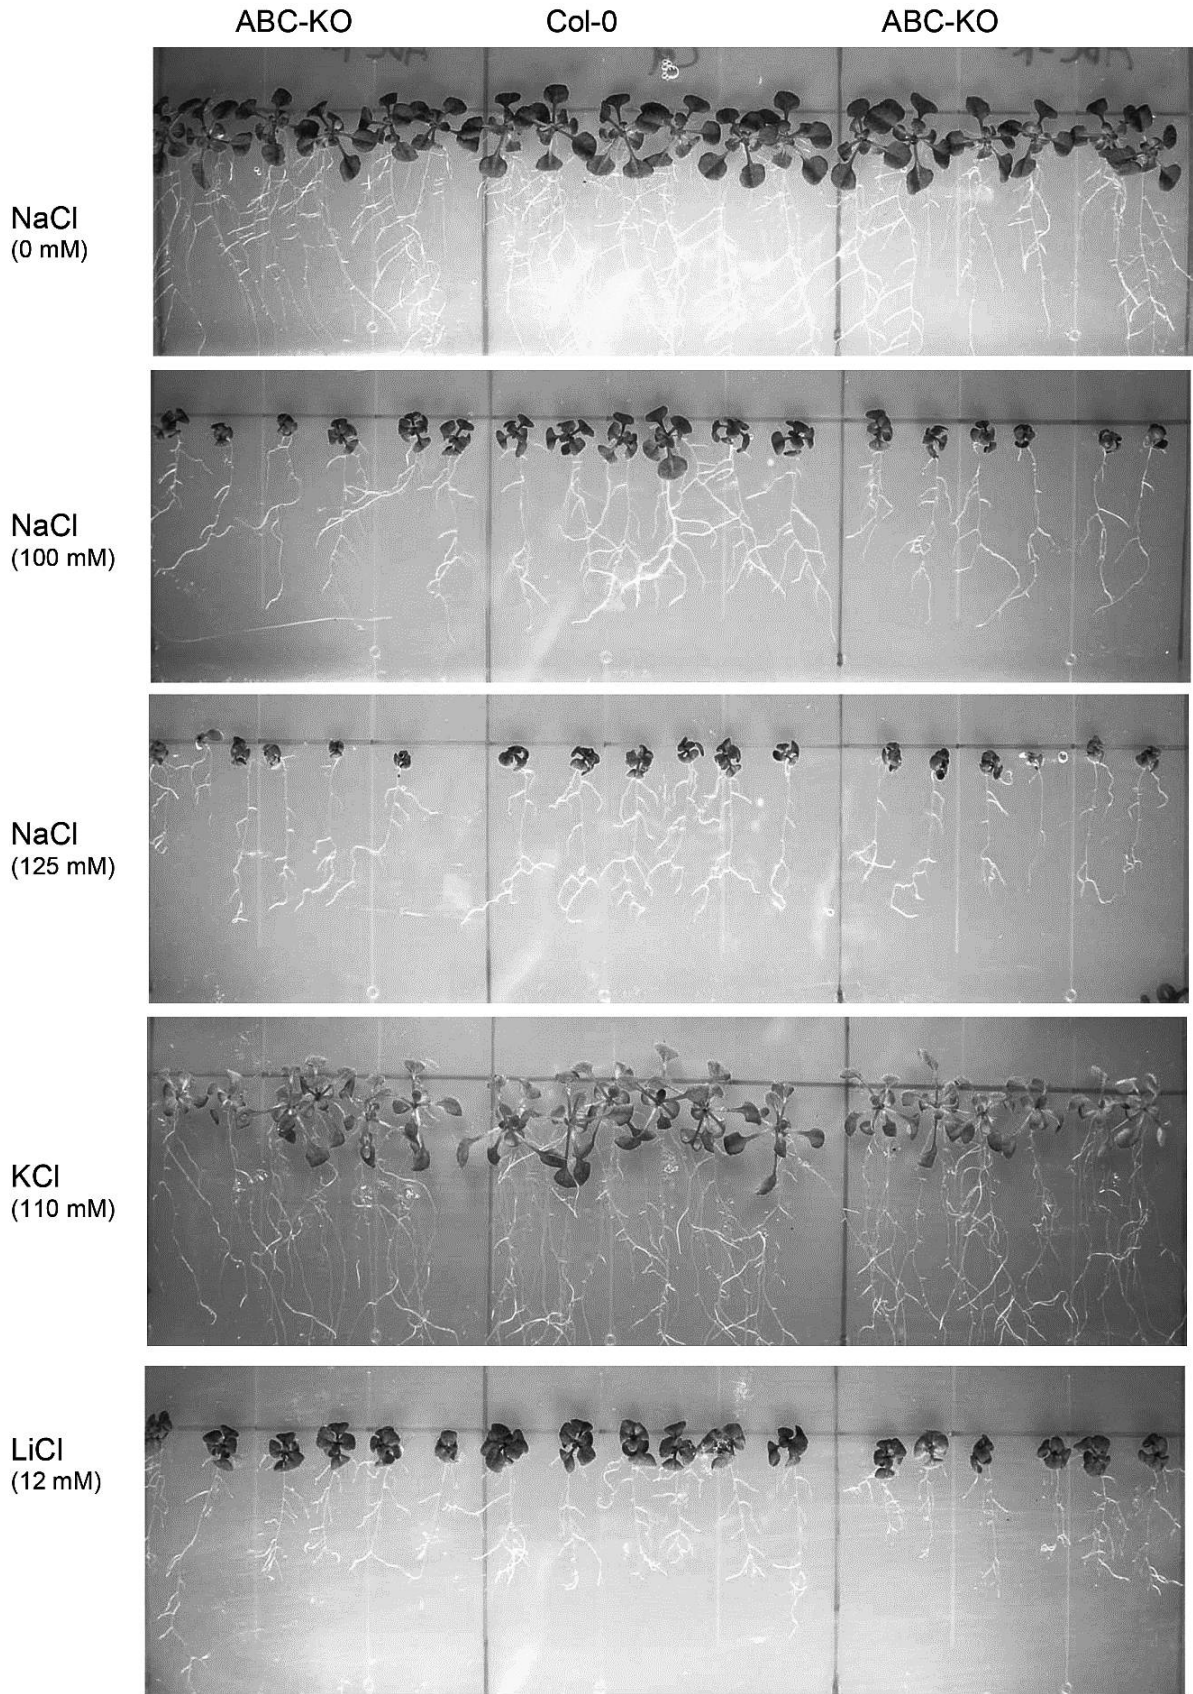 ABC-KO Col-0 ABC-KO
NaCl
(0 mM)
NaCl
(100 mM)
NaCl
(125 mM)
KCl
(110 mM)
LiCl
(12 mM)